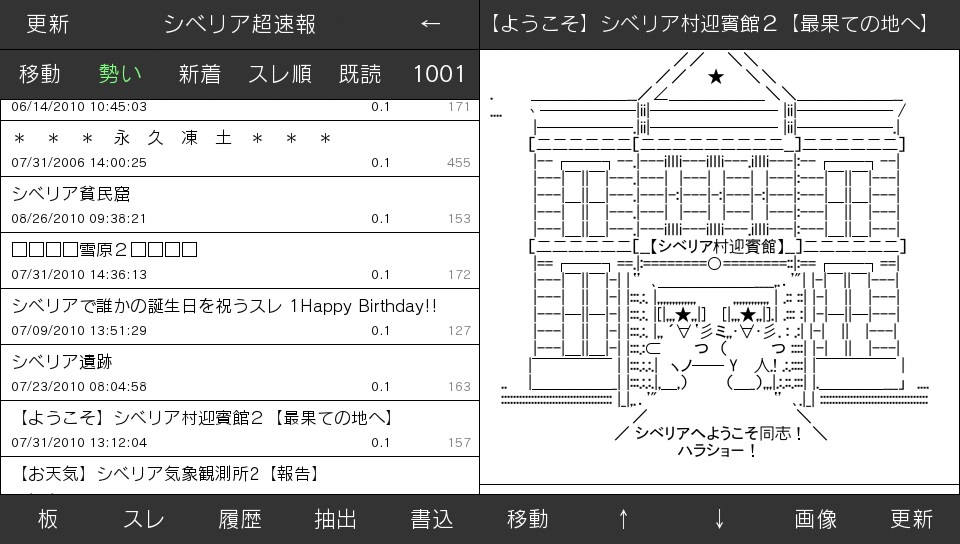 更新 シベリア超速報 ←
移動 勢い 新着 スレ順 既読 1001
06/14/2010 10:45:03 0.1 171
＊ ＊ ＊ 永 久 凍 土 ＊ ＊ ＊
07/31/2006 14:00:25 0.1 455
シベリア貧民窟
08/26/2010 09:38:21 0.1 153
□□□□雪原２□□□□
07/31/2010 14:36:13 0.1 172
シベリアで誰かの誕生日を祝うスレ 1Happy Birthday!!
07/09/2010 13:51:29 0.1 127
シベリア遺跡
07/23/2010 08:04:58 0.1 163
【ようこそ】シベリア村迎賓館２【最果ての地へ】
07/31/2010 13:12:04 0.1 157
【お天気】シベリア気象観測所2【報告】
【ようこそ】シベリア村迎賓館２【最果ての地へ】
【シベリア村迎賓館】
／ シベリアへようこそ同志！ ＼
ハラショー！
板 スレ 履歴 抽出 書込 移動 ↑ ↓ 画像 更新